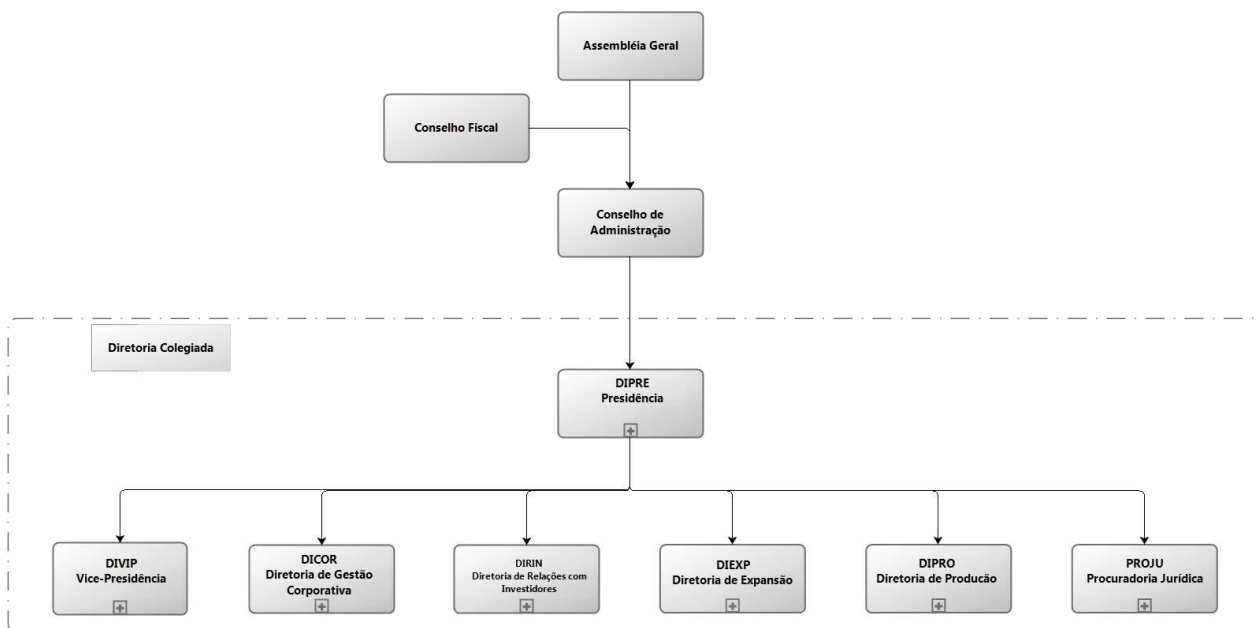 Assembléia Geral
Conselho Fiscal
Conselho de
Administração
Diretoria Colegiada
DIPRE
Presidência
DIVIP
Vice-Presidência
DICOR
Diretoria de Gestão
Corporativa
DIRIN
Diretoria de Relações com
Investidores
DIEXP
Diretoria de Expansão
DIPRO
Diretoria de Producão
PROJU
Procuradoria Jurídica